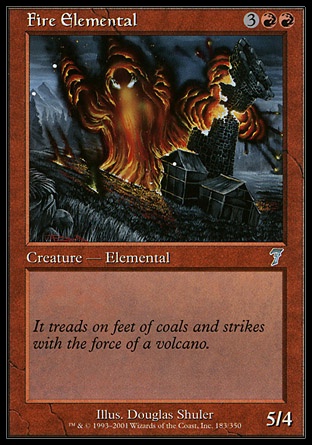 Fire Elemental 3
Creature — Elemental
It treads on feet of coals and strikes
with the force of a volcano.
Illus. Douglas Shuler
™ & © 1993–2001 Wizards of the Coast, Inc. 183/350
5/4